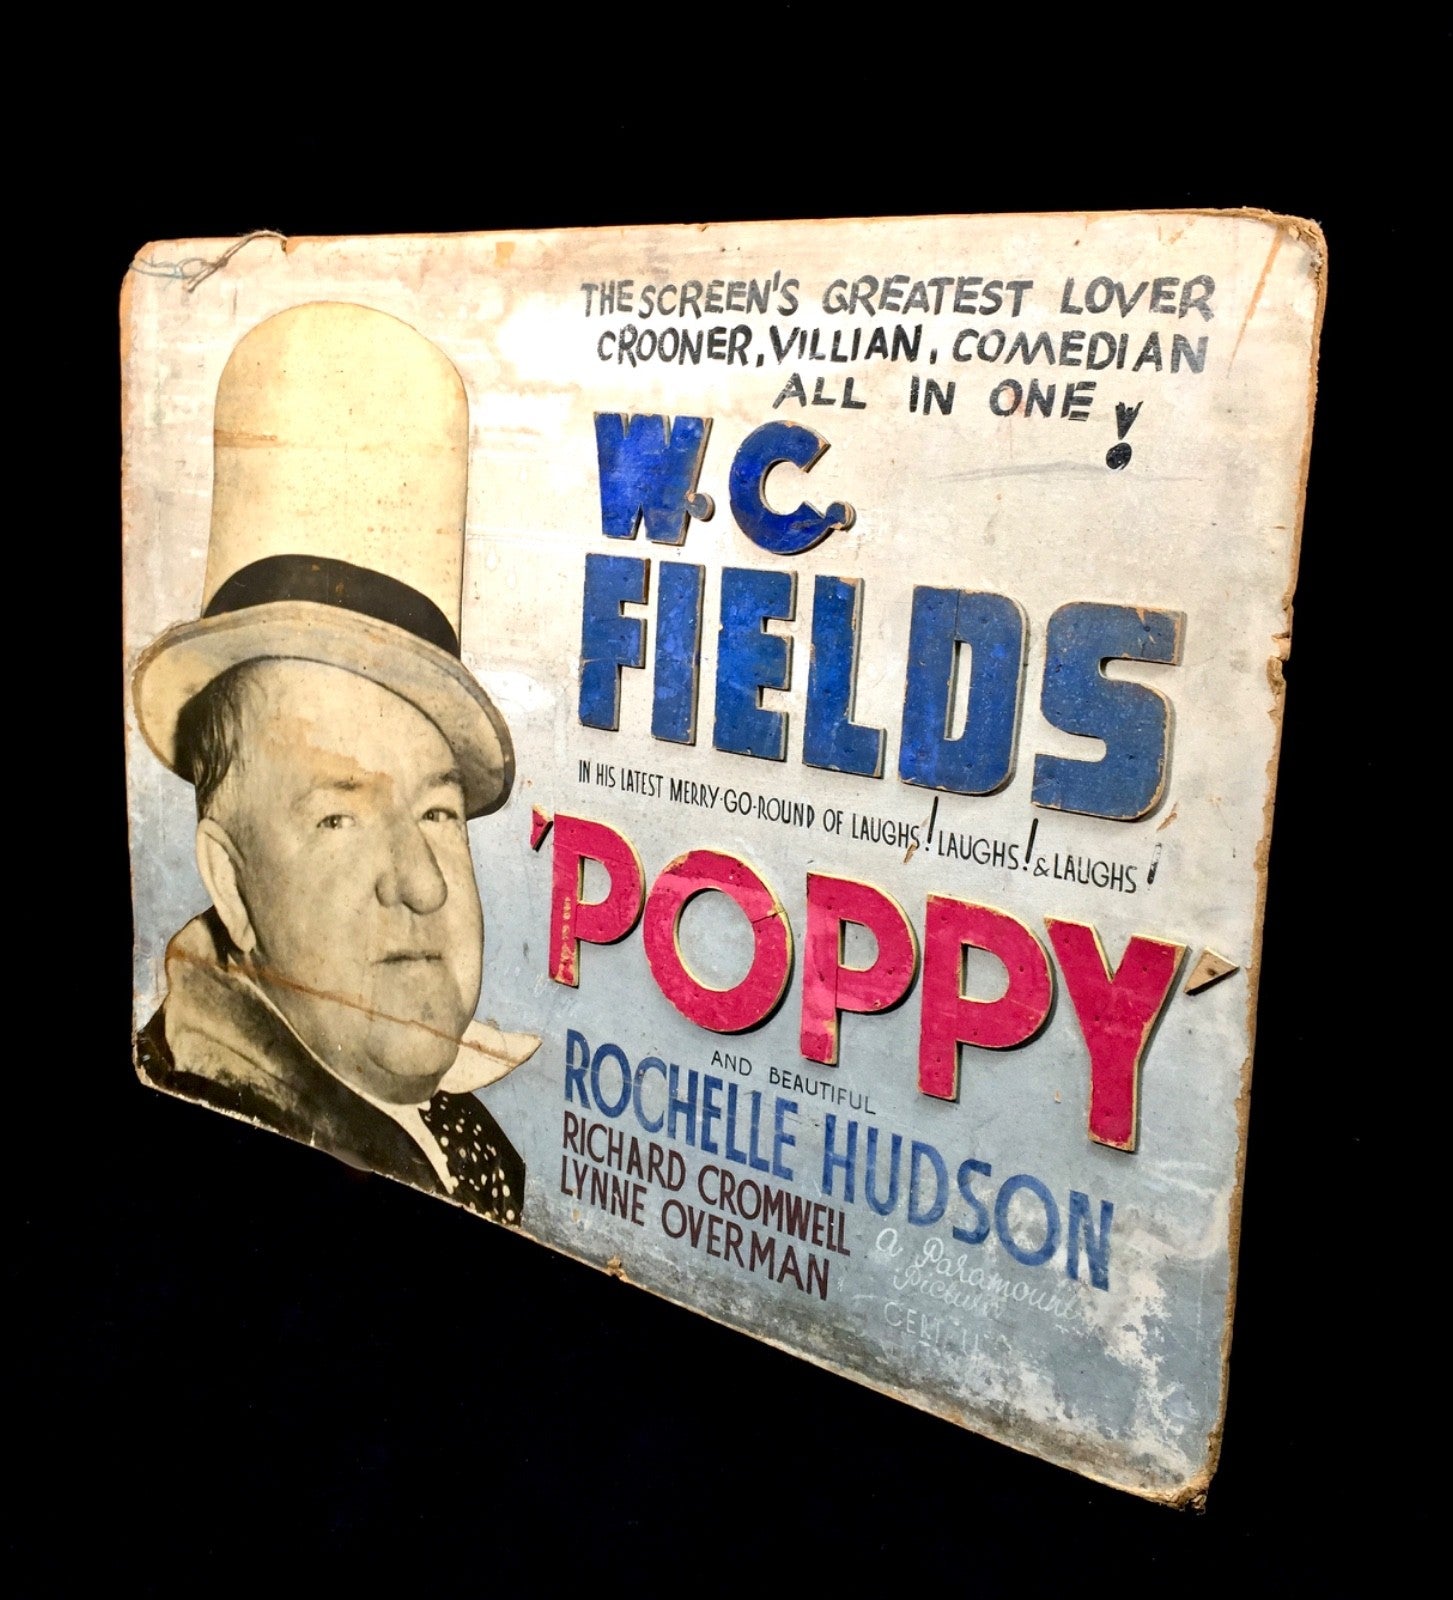 THE SCREEN'S GREATEST LOVER
CROONER, VILLIAN, COMEDIAN
ALL IN ONE!
W.C.
FIELDS
IN HIS LATEST MERRY-GO-ROUND OF LAUGHS! LAUGHS! & LAUGHS!
'POPPY'
AND BEAUTIFUL
ROCHELLE HUDSON
RICHARD CROMWELL
LYNNE OVERMAN
a Paramount
Picture